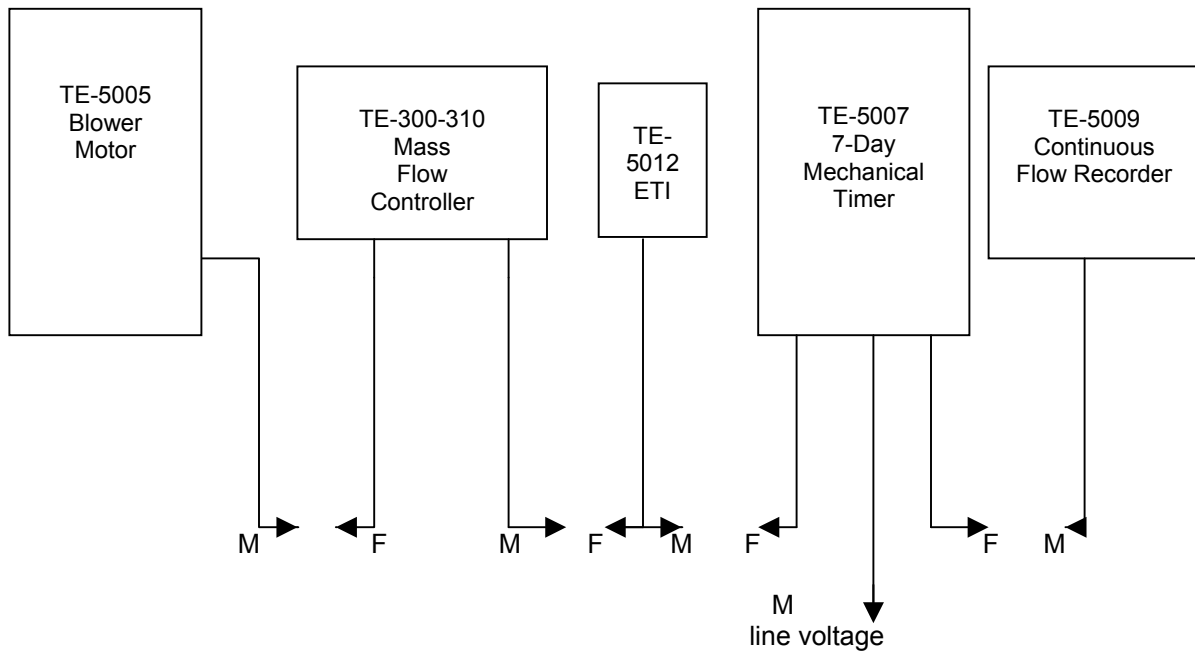 TE-5005
Blower
Motor
TE-300-310
Mass
Flow
Controller
TE-
5012
ETI
TE-5007
7-Day
Mechanical
Timer
TE-5009
Continuous
Flow Recorder
M
F
M
F
M
F
F
M
M
line voltage